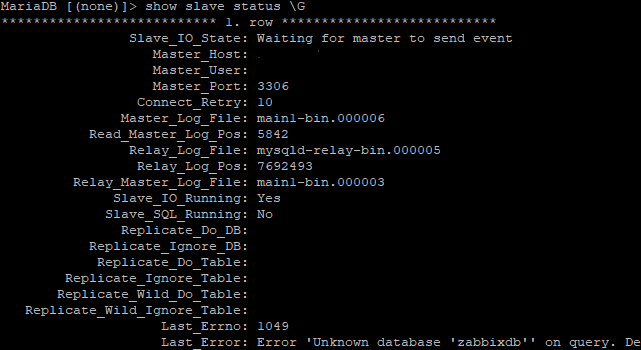 MariaDB [(none)]> show slave status \G
*************************** 1. row ***************************
Slave_IO_State: Waiting for master to send event
Master_Host:
Master_User:
Master_Port: 3306
Connect_Retry: 10
Master_Log_File: main1-bin.000006
Read_Master_Log_Pos: 5842
Relay_Log_File: mysqld-relay-bin.000005
Relay_Log_Pos: 7692493
Relay_Master_Log_File: main1-bin.000003
Slave_IO_Running: Yes
Slave_SQL_Running: No
Replicate_Do_DB:
Replicate_Ignore_DB:
Replicate_Do_Table:
Replicate_Ignore_Table:
Replicate_Wild_Do_Table:
Replicate_Wild_Ignore_Table:
Last_Errno: 1049
Last_Error: Error 'Unknown database 'zabbixdb'' on query. De